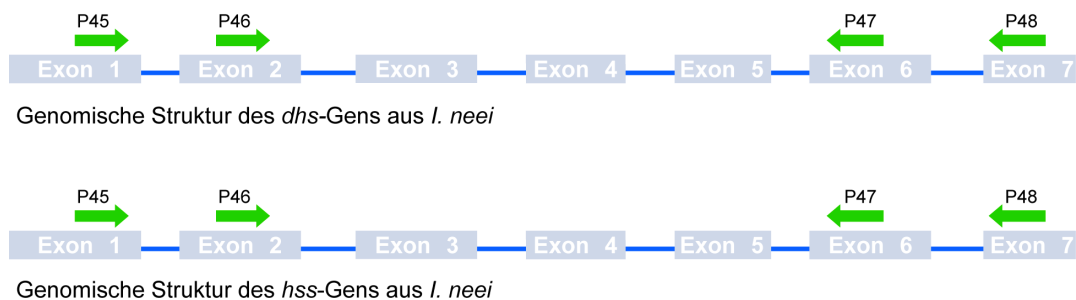 P45 P46 P47 P48
Exon 1 Exon 2 Exon 3 Exon 4 Exon 5 Exon 6 Exon 7
Genomische Struktur des dhs-Gens aus I. neei
P45 P46 P47 P48
Exon 1 Exon 2 Exon 3 Exon 4 Exon 5 Exon 6 Exon 7
Genomische Struktur des hss-Gens aus I. neei